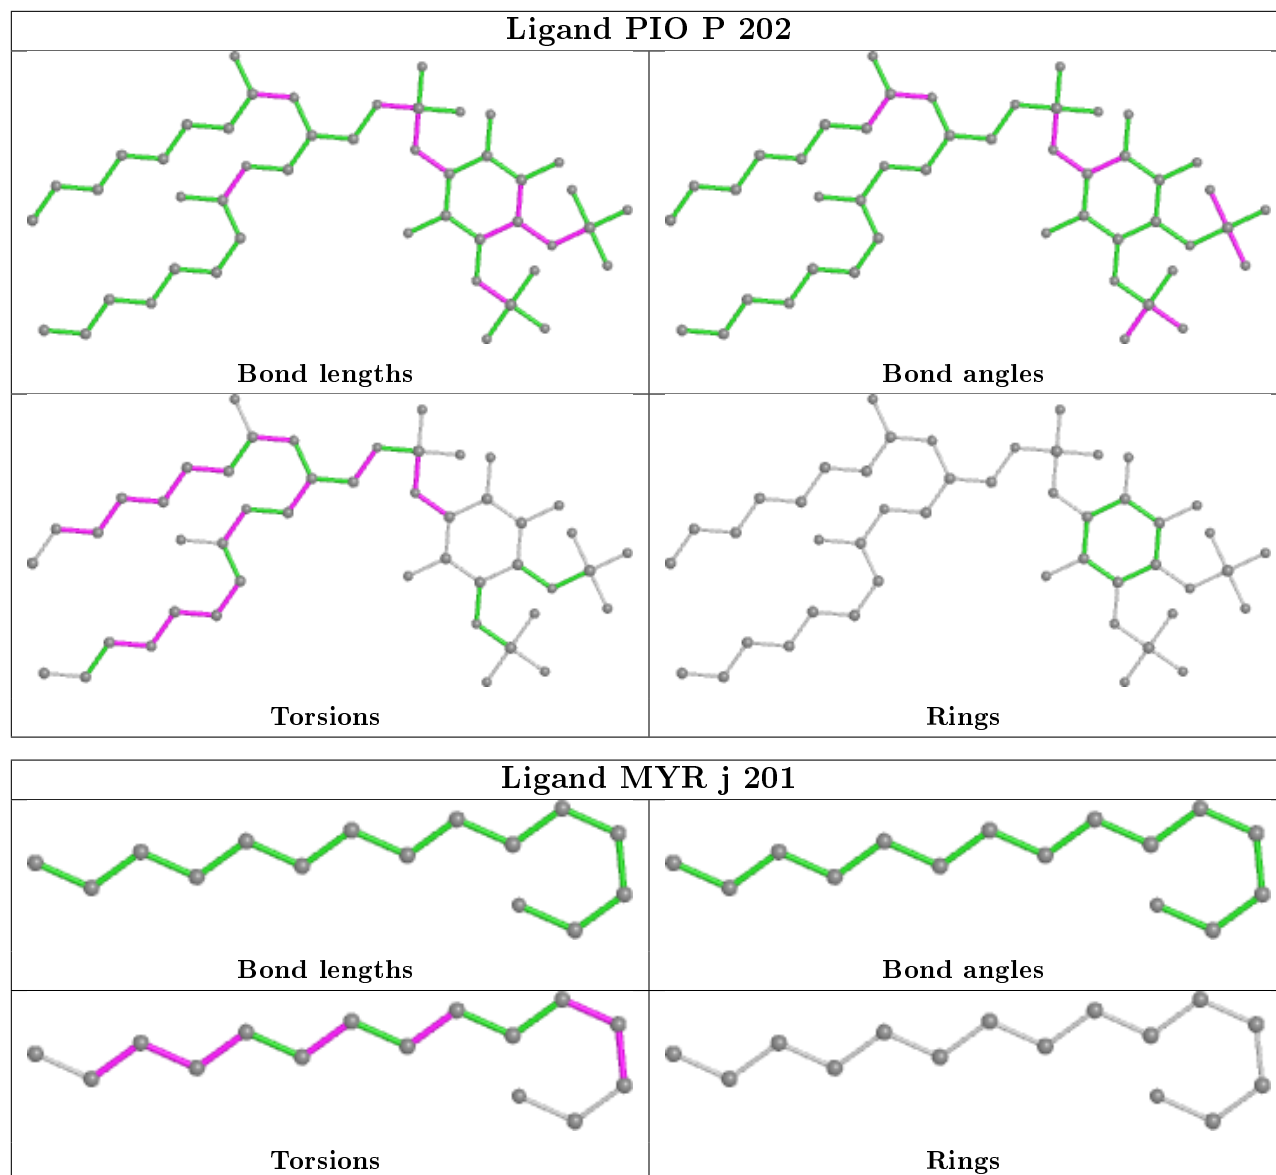 Ligand PIO P 202
Bond lengths
Bond angles
Torsions
Rings
Ligand MYR j 201
Bond lengths
Bond angles
Torsions
Rings